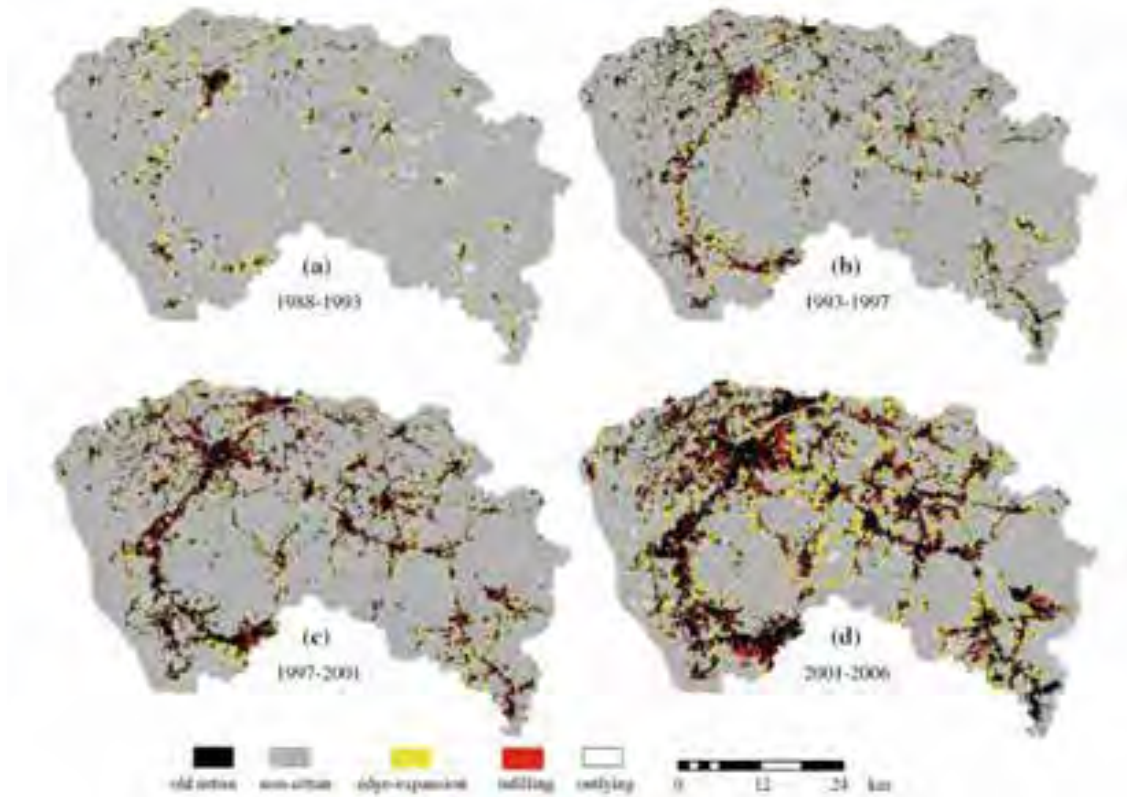 (a)
1988-1993
(b)
1993-1997
(c)
1997-2001
(d)
2001-2006
old urban non-urban edge-expansion infilling outlying
0 12 24 km